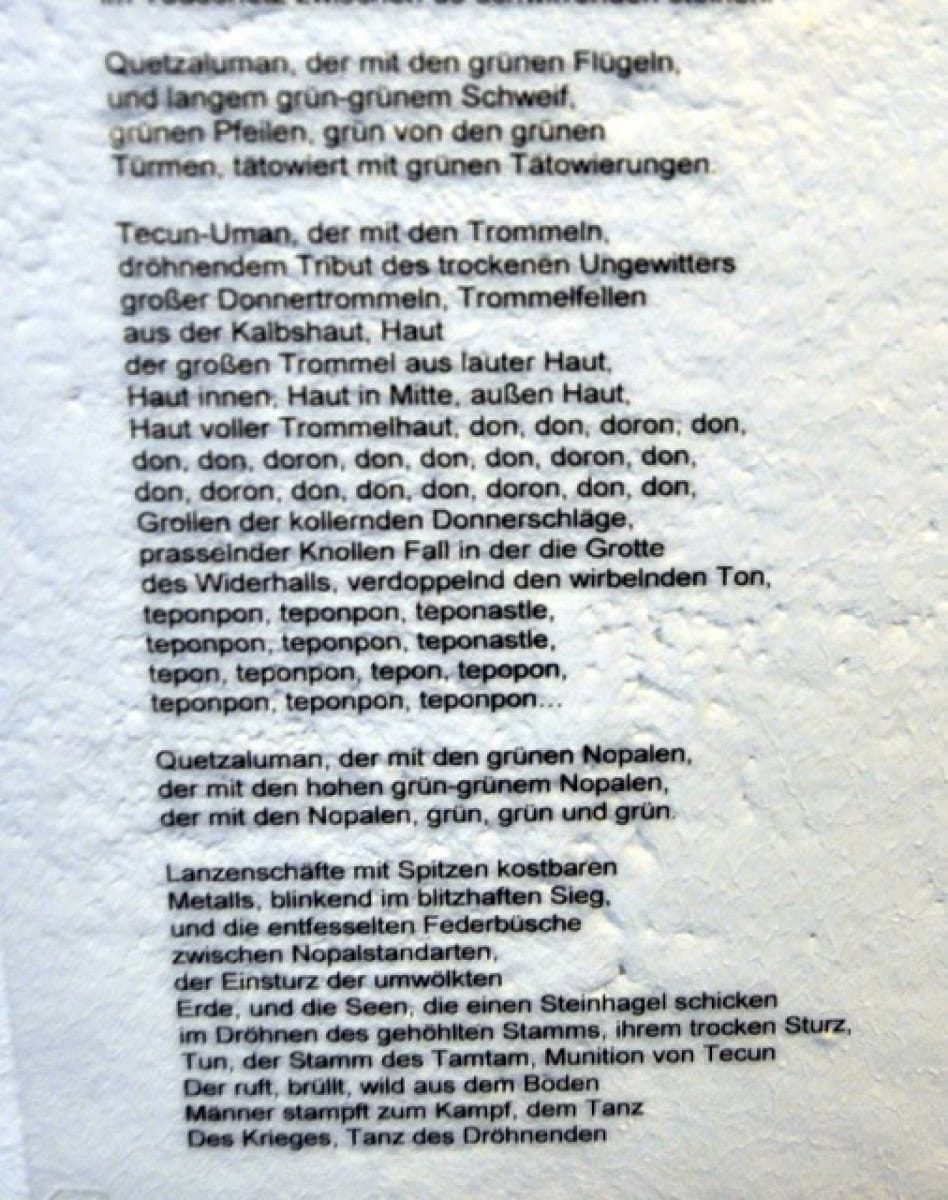 Quetzaluman, der mit den grünen Flügeln,
und langem grün-grünem Schweif,
grünen Pfeilen, grün von den grünen
Türmen, tätowiert mit grünen Tätowierungen.
Tecun-Uman, der mit den Trommeln,
dröhnendem Tribut des trockenen Ungewitters
großer Donnertrommeln, Trommelfellen
aus der Kalbshaut, Haut
der großen Trommel aus lauter Haut,
Haut innen, Haut in Mitte, außen Haut,
Haut voller Trommelhaut, don, don, doron, don,
don, don, doron, don, don, don, doron, don,
don, doron, don, don, don, doron, don, don,
Grollen der kollernden Donnerschläge,
prasselnder Knollen Fall in der die Grotte
des Widerhalls, verdoppelnd den wirbelnden Ton,
teponpon, teponpon, teponastle,
teponpon, teponpon, teponastle,
tepon, teponpon, tepon, tepopon,
teponpon, teponpon, teponpon...
Quetzaluman, der mit den grünen Nopalen,
der mit den hohen grün-grünem Nopalen,
der mit den Nopalen, grün, grün und grün.
Lanzenschäfte mit Spitzen kostbaren
Metalls, blinkend im blitzhaften Sieg,
und die entfesselten Federbüsche
zwischen Nopalstandarten,
der Einsturz der umwölkten
Erde, und die Seen, die einen Steinhagel schicken
im Dröhnen des gehöhlten Stamms, ihrem trocken Sturz,
Tun, der Stamm des Tamtam, Munition von Tecun
Der ruft, brüllt, wild aus dem Boden
Männer stampft zum Kampf, dem Tanz
Des Krieges, Tanz des Dröhnenden